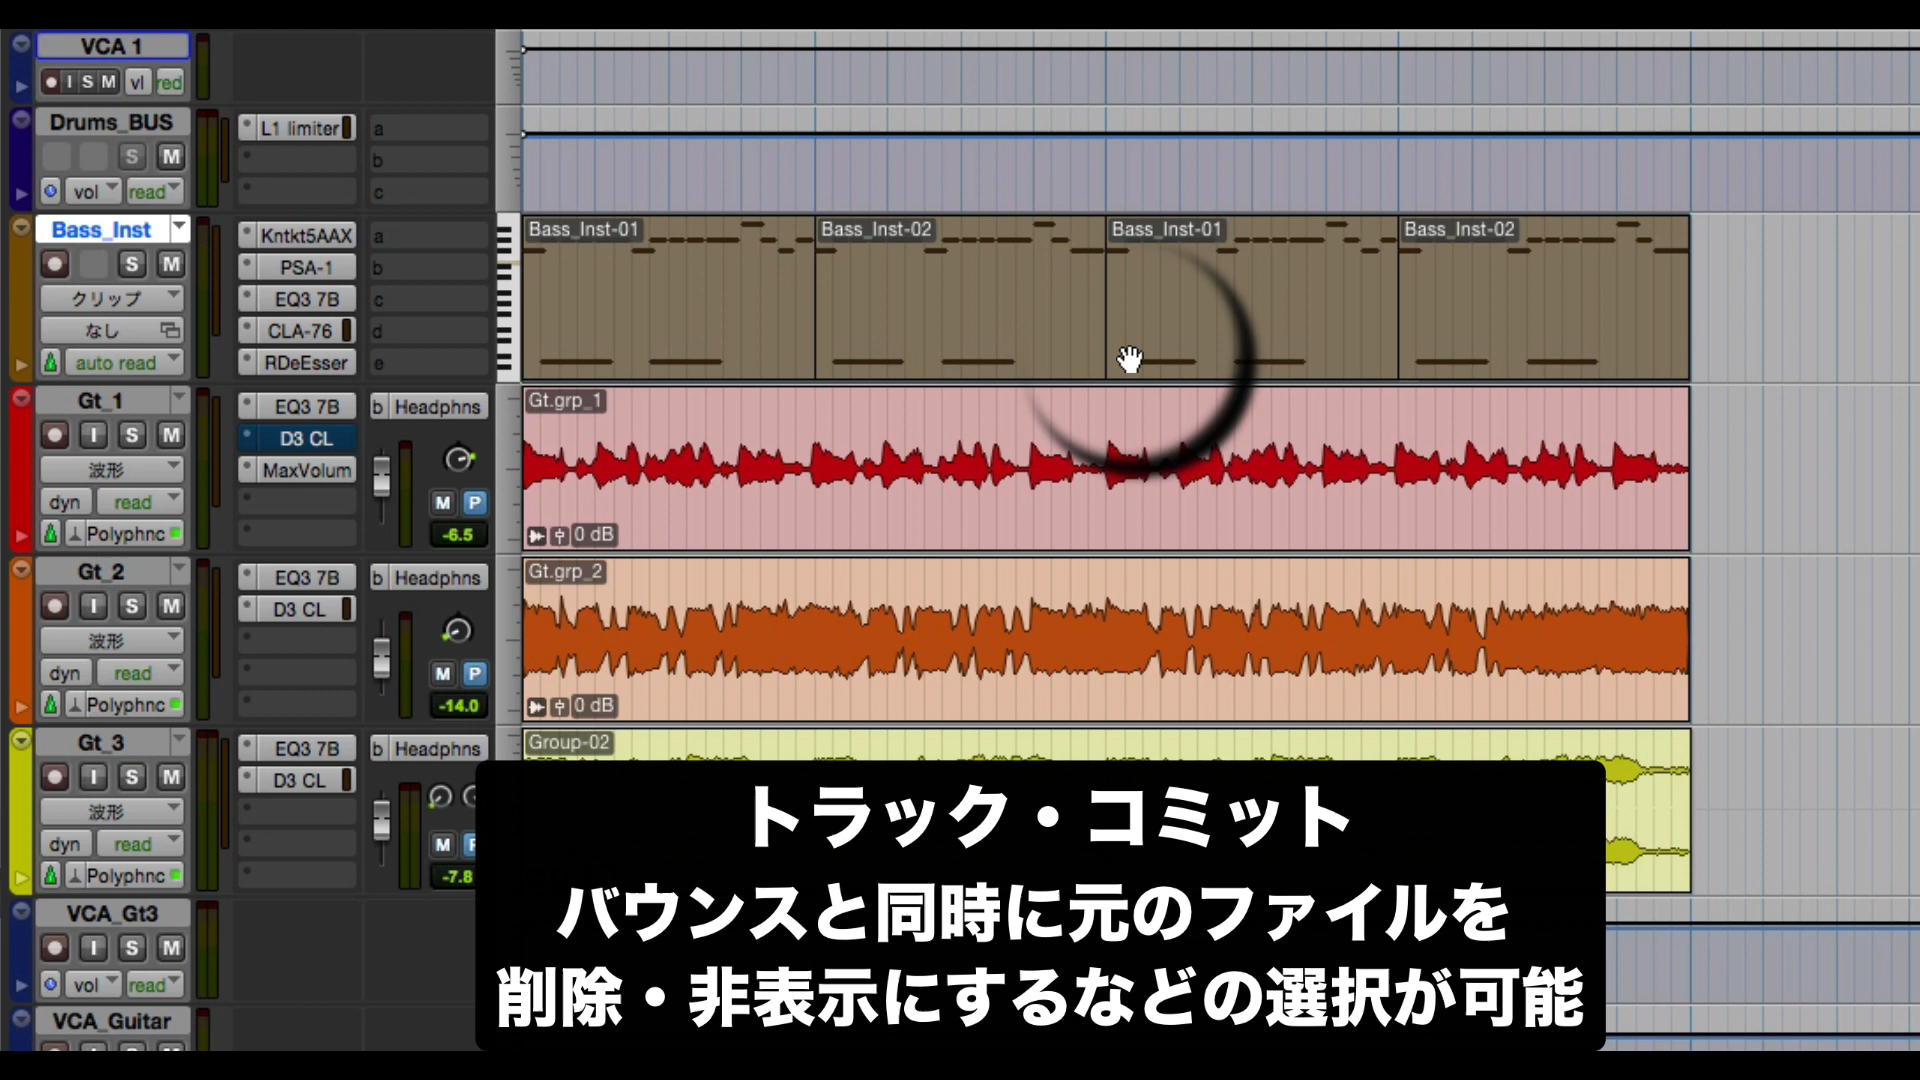 VCA 1
I S M vl red
Drums_BUS
S M
vol read
L1 limiter
a
b
c
Bass_Inst
S M
クリップ
なし
auto read
Kntkt5AAX
PSA-1
EQ3 7B
CLA-76
RDeEsser
a
b
c
d
e
Bass_Inst-01
Bass_Inst-02
Bass_Inst-01
Bass_Inst-02
Gt_1
I S M
波形
dyn read
Polyphnc
EQ3 7B
D3 CL
MaxVolum
b Headphns
M P
-6.5
Gt.grp_1
0 dB
Gt_2
I S M
波形
dyn read
Polyphnc
EQ3 7B
D3 CL
b Headphns
M P
-14.0
Gt.grp_2
0 dB
Gt_3
I S M
波形
dyn read
Polyphnc
EQ3 7B
D3 CL
b Headphns
M
-7.8
Group-02
VCA_Gt3
I S M
vol read
VCA_Guitar
トラック・コミット
バウンスと同時に元のファイルを
削除・非表示にするなどの選択が可能